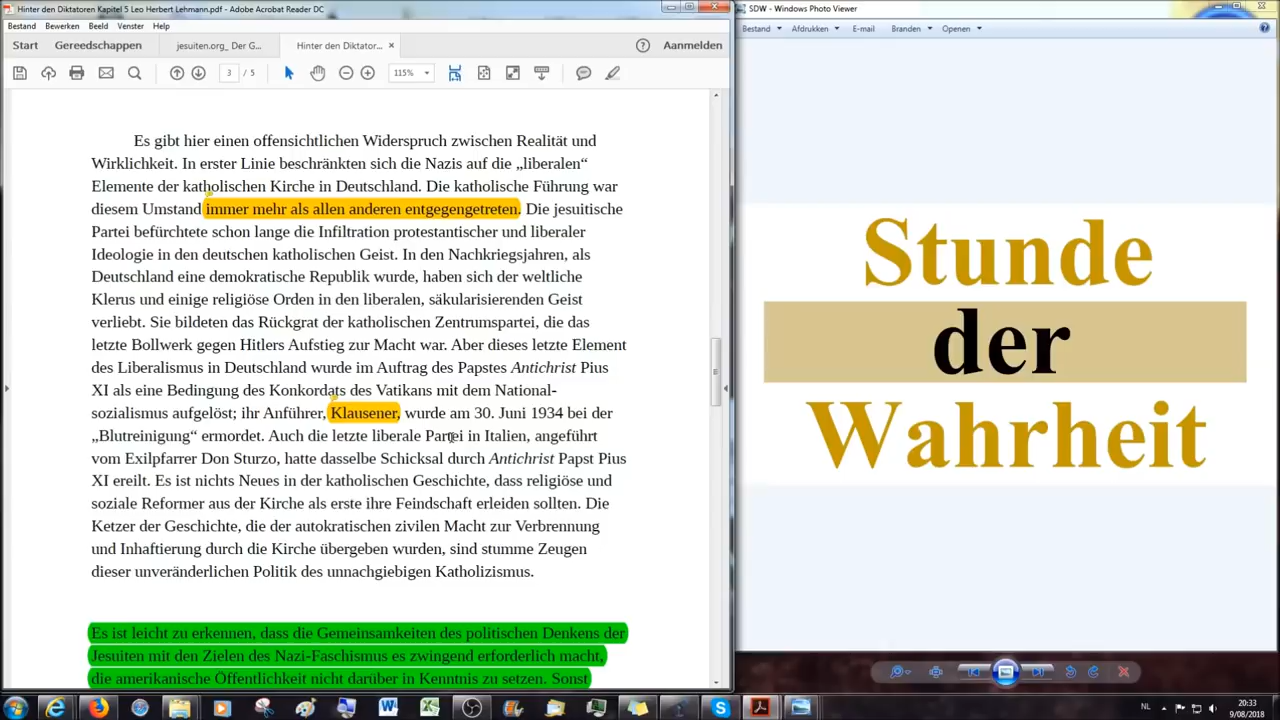 Hinter den Diktatoren Kapitel 5 Leo Herbert Lehmann.pdf - Adobe Acrobat Reader DC
Bestand Bewerken Beeld Venster Help
Start Gereedschappen jesuiten.org_ Der G... Hinter den Diktator... × Aanmelden
3 / 5 115%
Es gibt hier einen offensichtlichen Widerspruch zwischen Realität und
Wirklichkeit. In erster Linie beschränkten sich die Nazis auf die „liberalen“
Elemente der katholischen Kirche in Deutschland. Die katholische Führung war
diesem Umstand immer mehr als allen anderen entgegengetreten. Die jesuitische
Partei befürchtete schon lange die Infiltration protestantischer und liberaler
Ideologie in den deutschen katholischen Geist. In den Nachkriegsjahren, als
Deutschland eine demokratische Republik wurde, haben sich der weltliche
Klerus und einige religiöse Orden in den liberalen, säkularisierenden Geist
verliebt. Sie bildeten das Rückgrat der katholischen Zentrumspartei, die das
letzte Bollwerk gegen Hitlers Aufstieg zur Macht war. Aber dieses letzte Element
des Liberalismus in Deutschland wurde im Auftrag des Papstes Antichrist Pius
XI als eine Bedingung des Konkordats des Vatikans mit dem National-
sozialismus aufgelöst; ihr Anführer, Klausener, wurde am 30. Juni 1934 bei der
„Blutreinigung“ ermordet. Auch die letzte liberale Partei in Italien, angeführt
vom Exilpfarrer Don Sturzo, hatte dasselbe Schicksal durch Antichrist Papst Pius
XI ereilt. Es ist nichts Neues in der katholischen Geschichte, dass religiöse und
soziale Reformer aus der Kirche als erste ihre Feindschaft erleiden sollten. Die
Ketzer der Geschichte, die der autokratischen zivilen Macht zur Verbrennung
und Inhaftierung durch die Kirche übergeben wurden, sind stumme Zeugen
dieser unveränderlichen Politik des unnachgiebigen Katholizismus.
Es ist leicht zu erkennen, dass die Gemeinsamkeiten des politischen Denkens der
Jesuiten mit den Zielen des Nazi-Faschismus es zwingend erforderlich macht,
die amerikanische Öffentlichkeit nicht darüber in Kenntnis zu setzen. Sonst
SDW - Windows Photo Viewer
Bestand Afdrukken E-mail Branden Openen
Stunde
der
Wahrheit
NL 20:33
9/08/2018